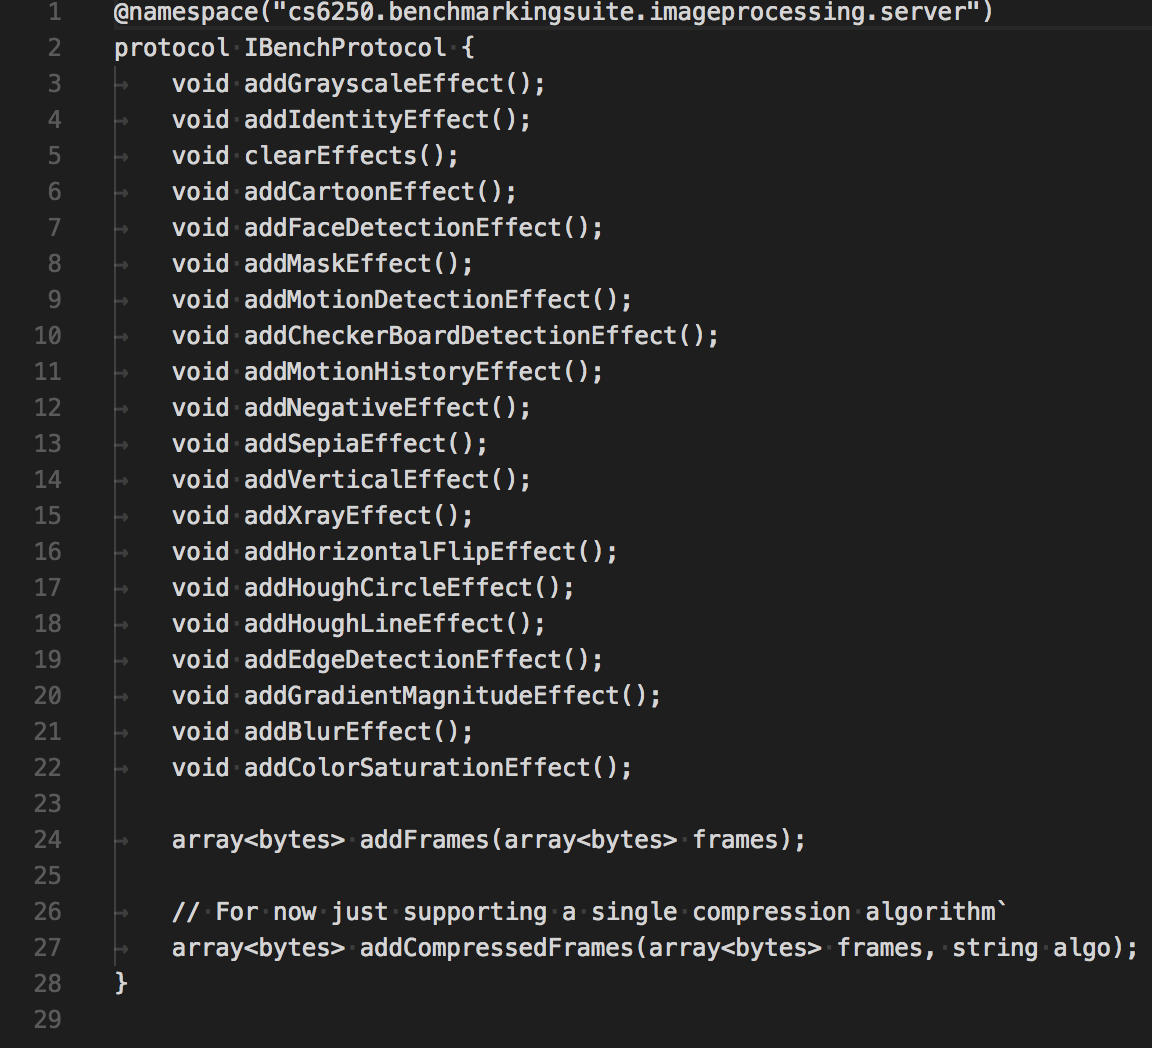 1 @namespace("cs6250.benchmarkingsuite.imageprocessing.server")
2 protocol IBenchProtocol {
3 void addGrayscaleEffect();
4 void addIdentityEffect();
5 void clearEffects();
6 void addCartoonEffect();
7 void addFaceDetectionEffect();
8 void addMaskEffect();
9 void addMotionDetectionEffect();
10 void addCheckerBoardDetectionEffect();
11 void addMotionHistoryEffect();
12 void addNegativeEffect();
13 void addSepiaEffect();
14 void addVerticalEffect();
15 void addXrayEffect();
16 void addHorizontalFlipEffect();
17 void addHoughCircleEffect();
18 void addHoughLineEffect();
19 void addEdgeDetectionEffect();
20 void addGradientMagnitudeEffect();
21 void addBlurEffect();
22 void addColorSaturationEffect();
23
24 array<bytes> addFrames(array<bytes> frames);
25
26 // For now just supporting a single compression algorithm`
27 array<bytes> addCompressedFrames(array<bytes> frames, string algo);
28 }
29